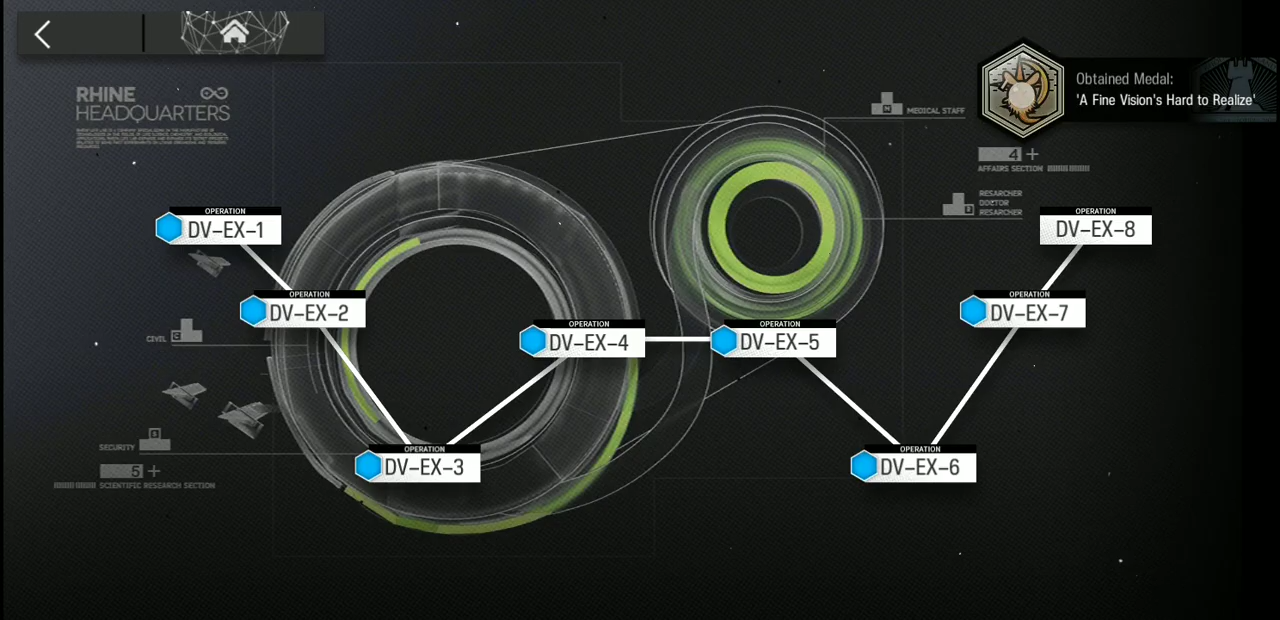 RHINE
HEADQUARTERS
Obtained Medal:
'A Fine Vision's Hard to Realize'
MEDICAL STAFF
4 +
AFFAIRS SECTION
RESARCHER
DOCTOR
RESARCHER
OPERATION
DV-EX-1
OPERATION
DV-EX-8
OPERATION
DV-EX-2
OPERATION
DV-EX-7
CIVIL
OPERATION
DV-EX-4
OPERATION
DV-EX-5
SECURITY
5 +
SCIENTIFIC RESEARCH SECTION
OPERATION
DV-EX-3
OPERATION
DV-EX-6